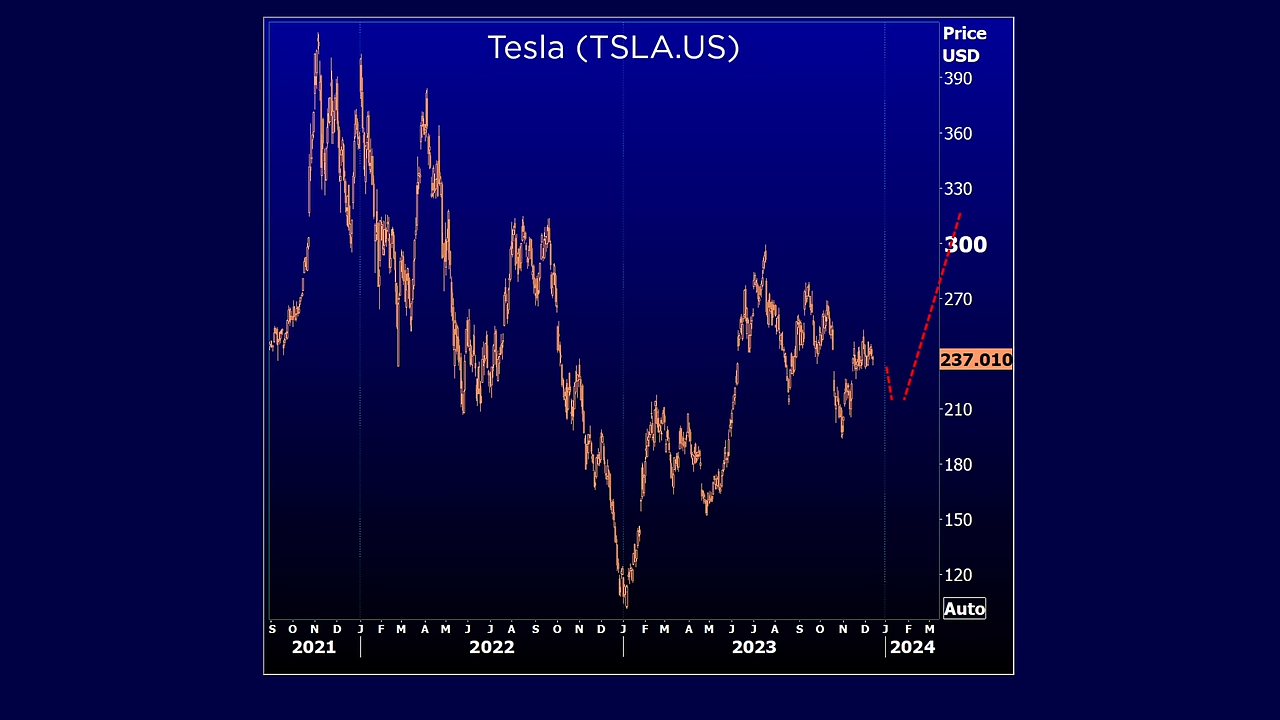 Tesla (TSLA.US)
Price
USD
390
360
330
300
270
237.010
210
180
150
120
Auto
S O N D J F M A M J J A S O N D J F M A M J J A S O N D J F M
2021 2022 2023 2024